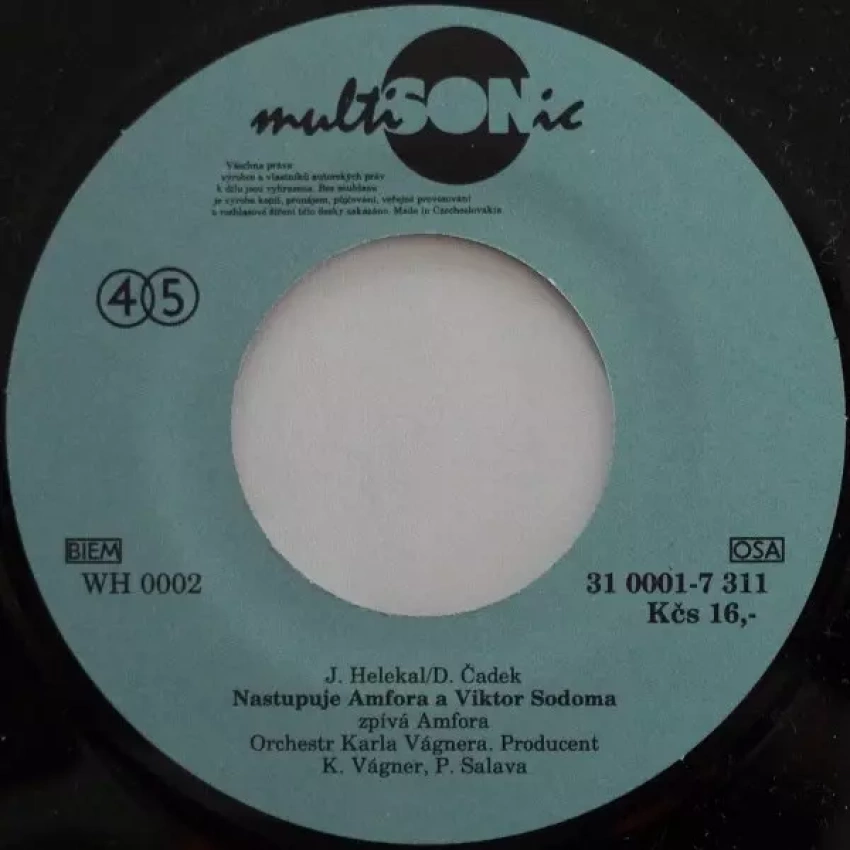 multiSONic
Všechna práva
výrobce a vlastníků autorských práv
k dílu jsou vyhrazena. Bez souhlasu
je výroba kopií, pronájem, půjčování, veřejné provozování
a rozhlasové šíření této desky zakázáno. Made in Czechoslovakia
45
BIEM
WH 0002
OSA
31 0001-7 311
Kčs 16,-
J. Helekal/D. Čadek
Nastupuje Amfora a Viktor Sodoma
zpívá Amfora
Orchestr Karla Vágnera. Producent
K. Vágner, P. Salava